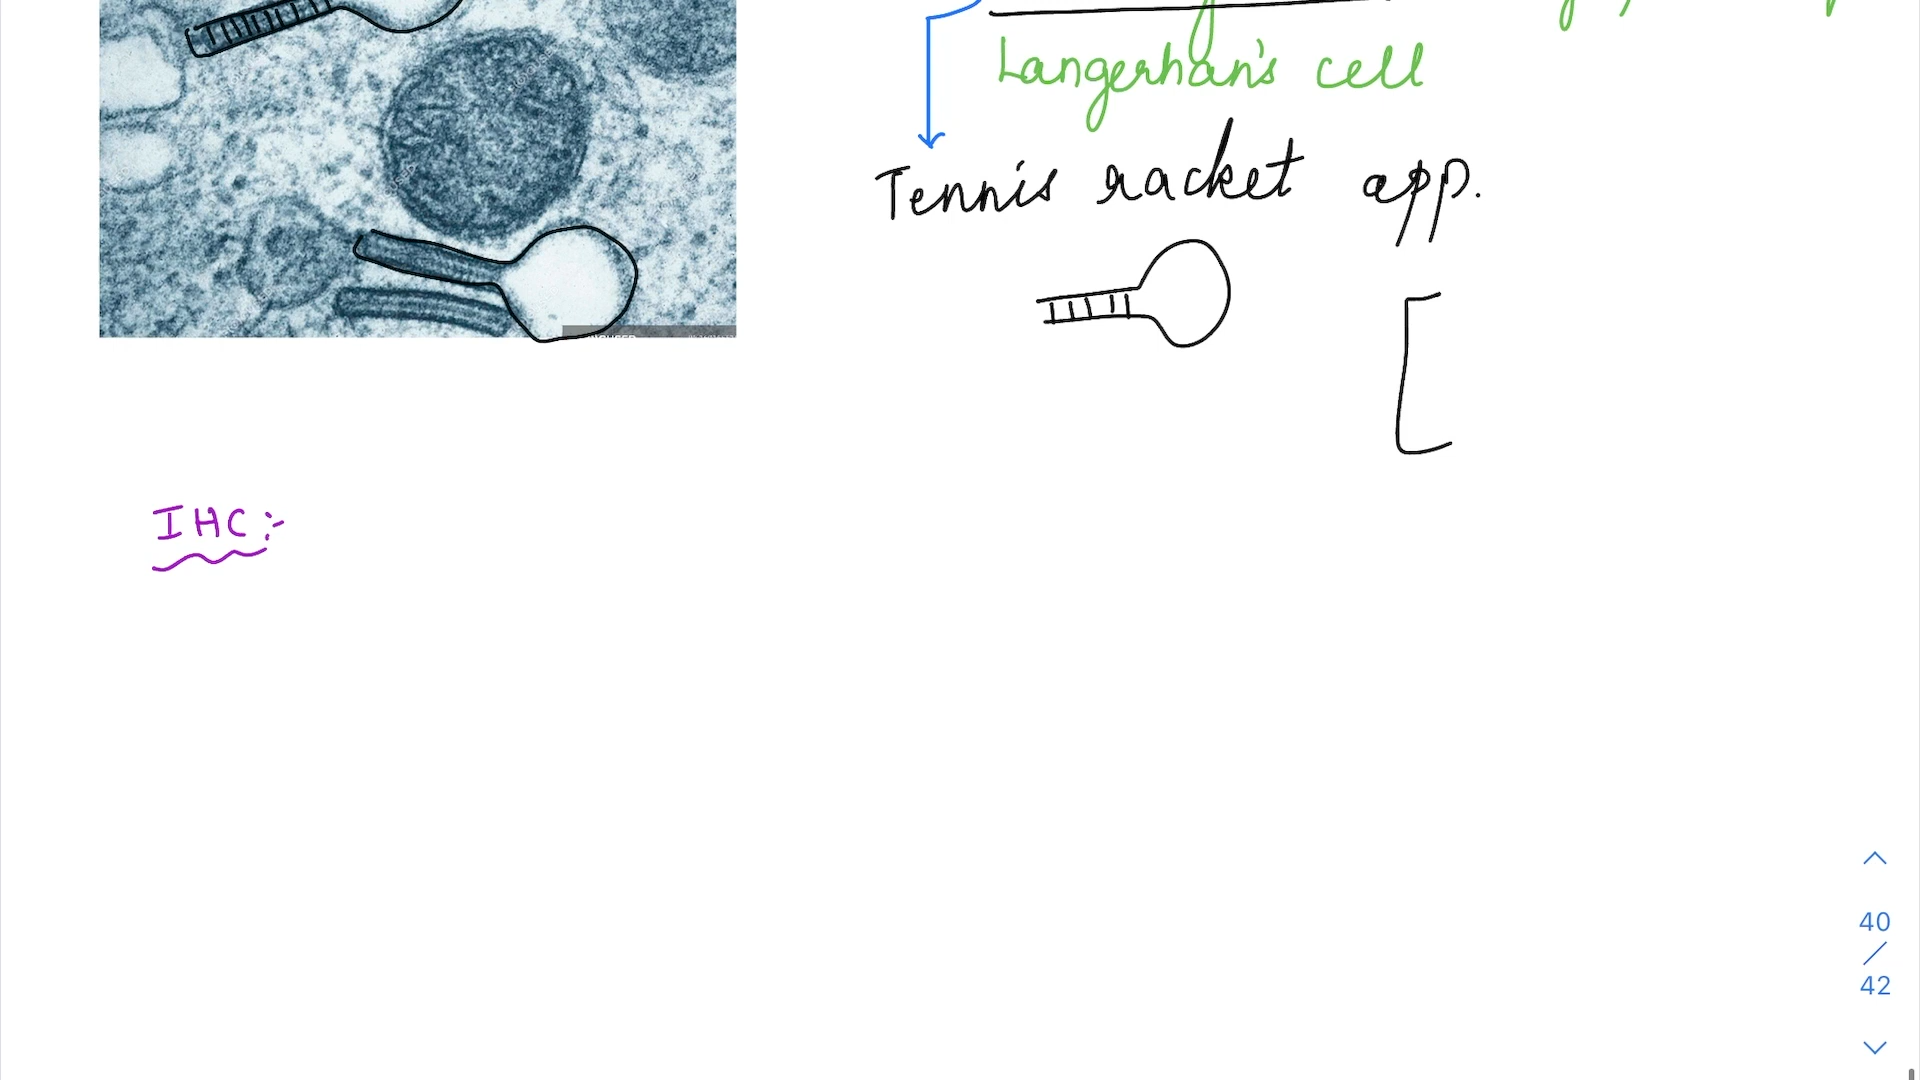 Langerhan's cell
Tennis racket app.
IHC :-
40
/
42